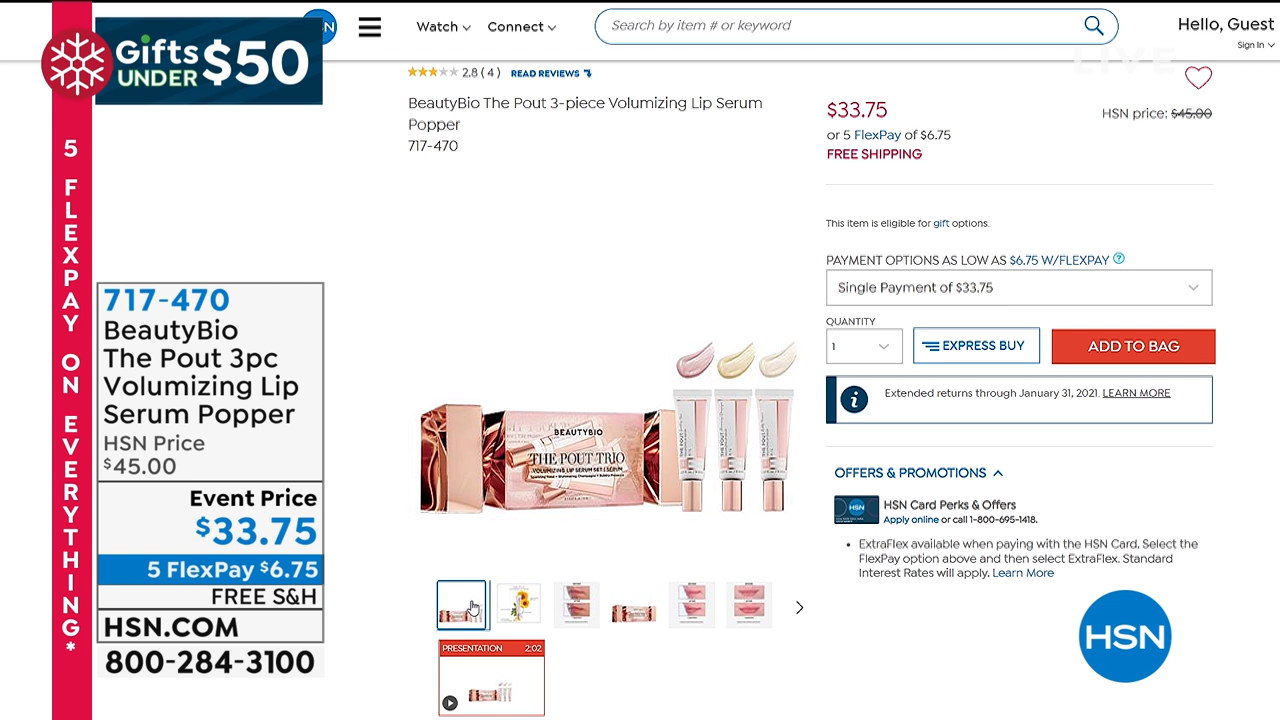 Gifts
UNDER $50
5 FLEXPAY ON EVERYTHING*
717-470
BeautyBio
The Pout 3pc
Volumizing Lip
Serum Popper
HSN Price
$45.00
Event Price
$33.75
5 FlexPay $6.75
FREE S&H
HSN.COM
800-284-3100
Watch
Connect
Search by item # or keyword
Hello, Guest
Sign In
LIVE
2.8 ( 4 ) READ REVIEWS
BeautyBio The Pout 3-piece Volumizing Lip Serum
Popper
717-470
BEAUTYBIO
THE POUT TRIO
VOLUMIZING LIP SERUM SET | SERUM
PRESENTATION 2:02
$33.75
HSN price: $45.00
or 5 FlexPay of $6.75
FREE SHIPPING
This item is eligible for gift options.
PAYMENT OPTIONS AS LOW AS $6.75 W/FLEXPAY ?
Single Payment of $33.75
QUANTITY
1
EXPRESS BUY
ADD TO BAG
i
Extended returns through January 31, 2021. LEARN MORE
OFFERS & PROMOTIONS
HSN
HSN Card Perks & Offers
Apply online or call 1-800-695-1418.
• ExtraFlex available when paying with the HSN Card. Select the
FlexPay option above and then select ExtraFlex. Standard
Interest Rates will apply. Learn More
HSN